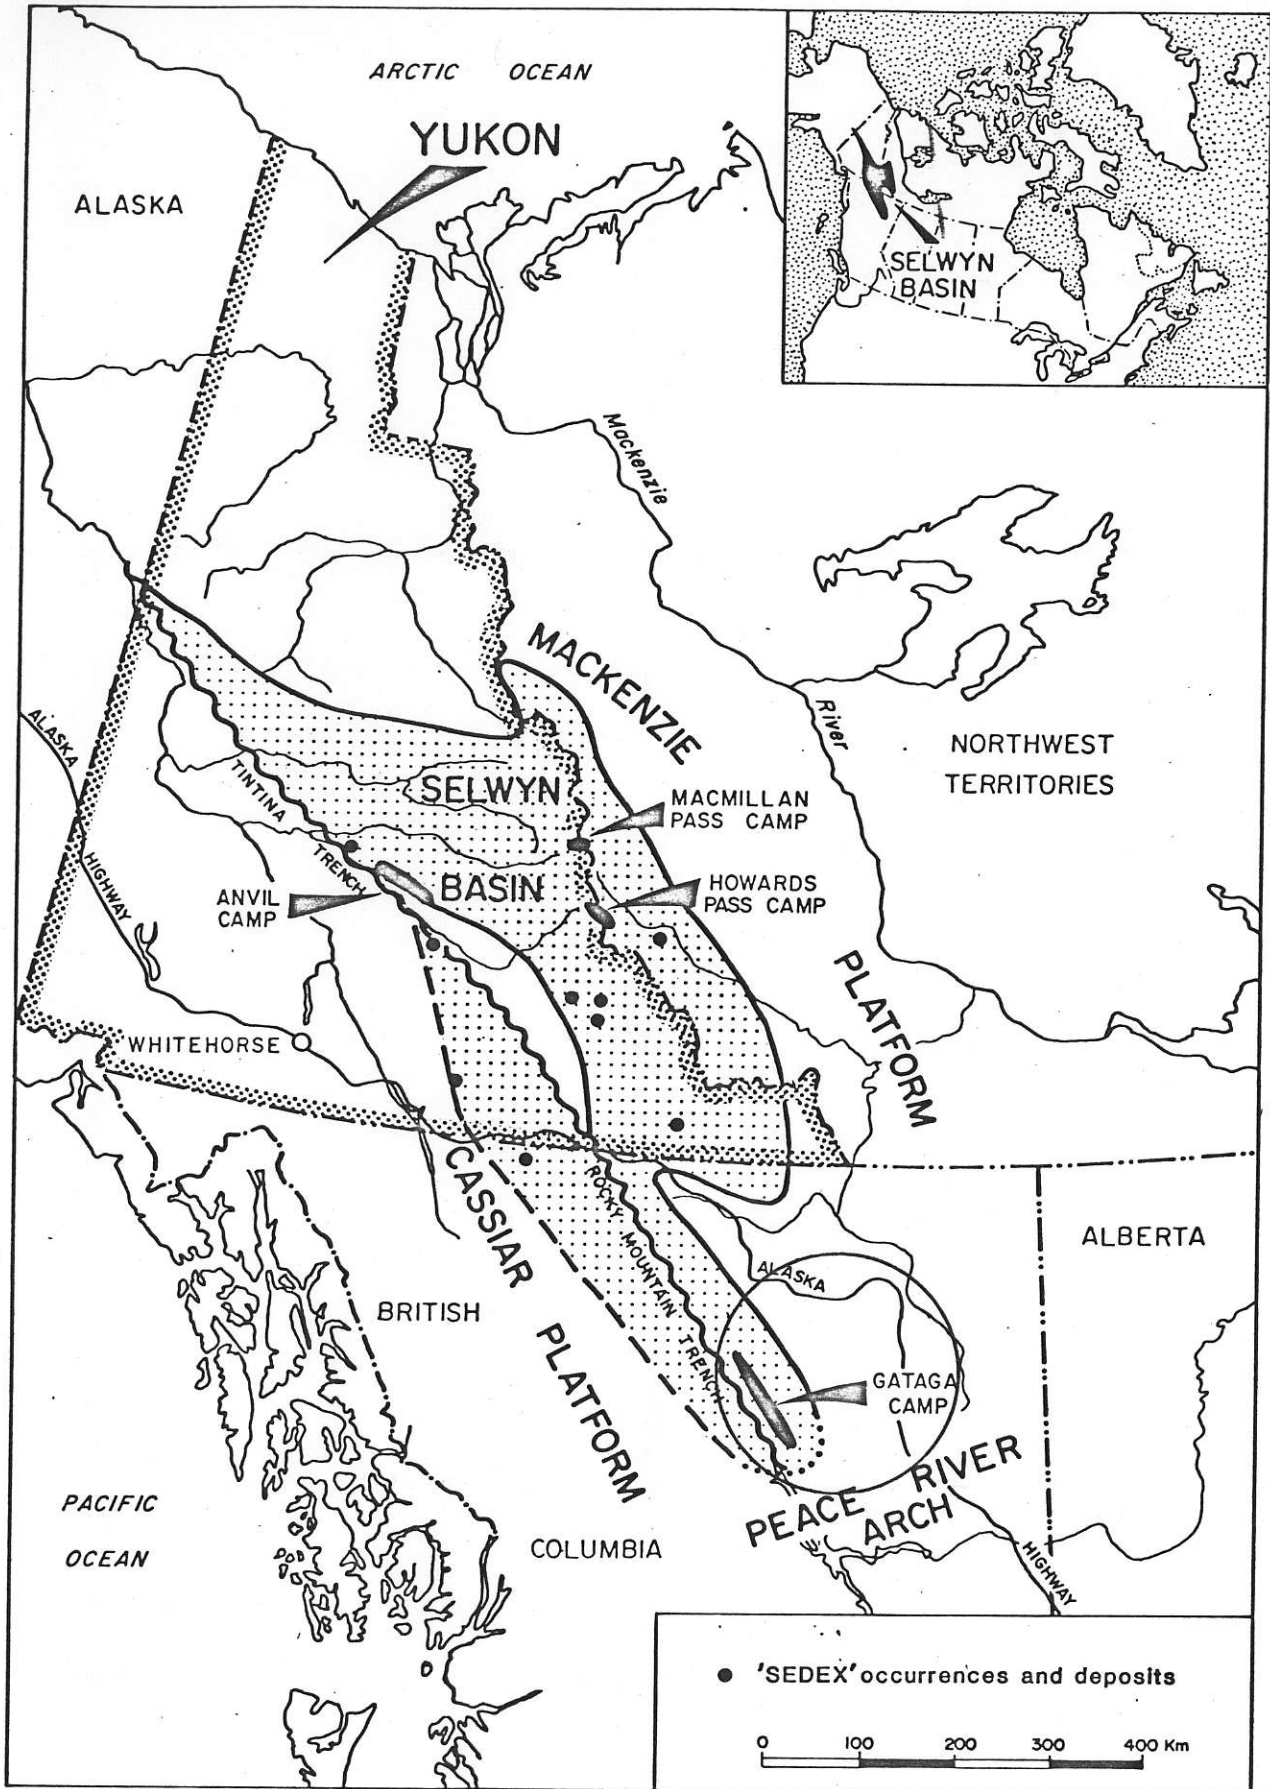 ARCTIC OCEAN
YUKON
ALASKA
SELWYN
BASIN
Mackenzie
MACKENZIE
River
NORTHWEST
TERRITORIES
ALASKA
HIGHWAY
TINTINA
TRENCH
SELWYN
BASIN
MACMILLAN
PASS CAMP
HOWARDS
PASS CAMP
ANVIL
CAMP
PLATFORM
WHITEHORSE
CASSIAR
PLATFORM
ROCKY MOUNTAIN TRENCH
ALASKA
ALBERTA
BRITISH
GATAGA
CAMP
PEACE RIVER
ARCH
HIGHWAY
PACIFIC
OCEAN
COLUMBIA
'SEDEX' occurrences and deposits
0 100 200 300 400 Km